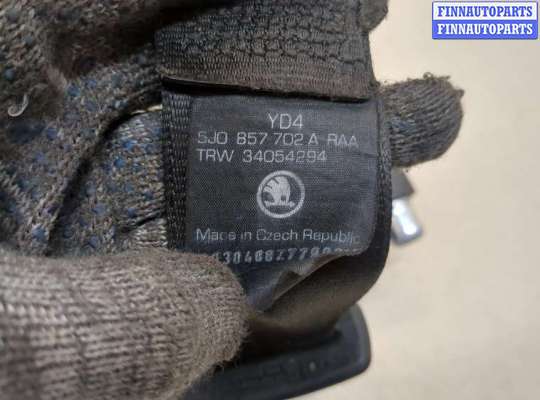 FINNAUTOPARTS
FINNAUTOPARTS
YD4
5J0 857 702 A RAA
TRW 34054294
Made in Czech Republic